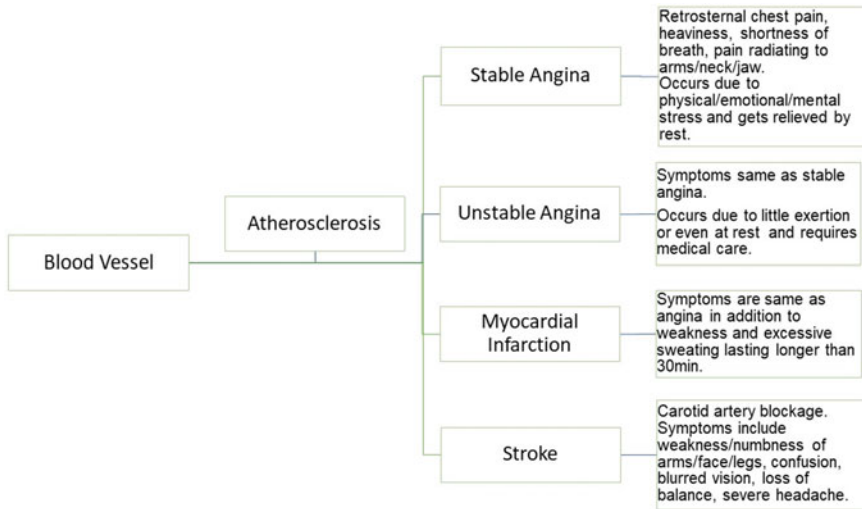 Blood Vessel
Atherosclerosis
Stable Angina
Retrosternal chest pain,
heaviness, shortness of
breath, pain radiating to
arms/neck/jaw.
Occurs due to
physical/emotional/mental
stress and gets relieved by
rest.
Unstable Angina
Symptoms same as stable
angina.
Occurs due to little exertion
or even at rest and requires
medical care.
Myocardial
Infarction
Symptoms are same as
angina in addition to
weakness and excessive
sweating lasting longer than
30min.
Stroke
Carotid artery blockage.
Symptoms include
weakness/numbness of
arms/face/legs, confusion,
blurred vision, loss of
balance, severe headache.